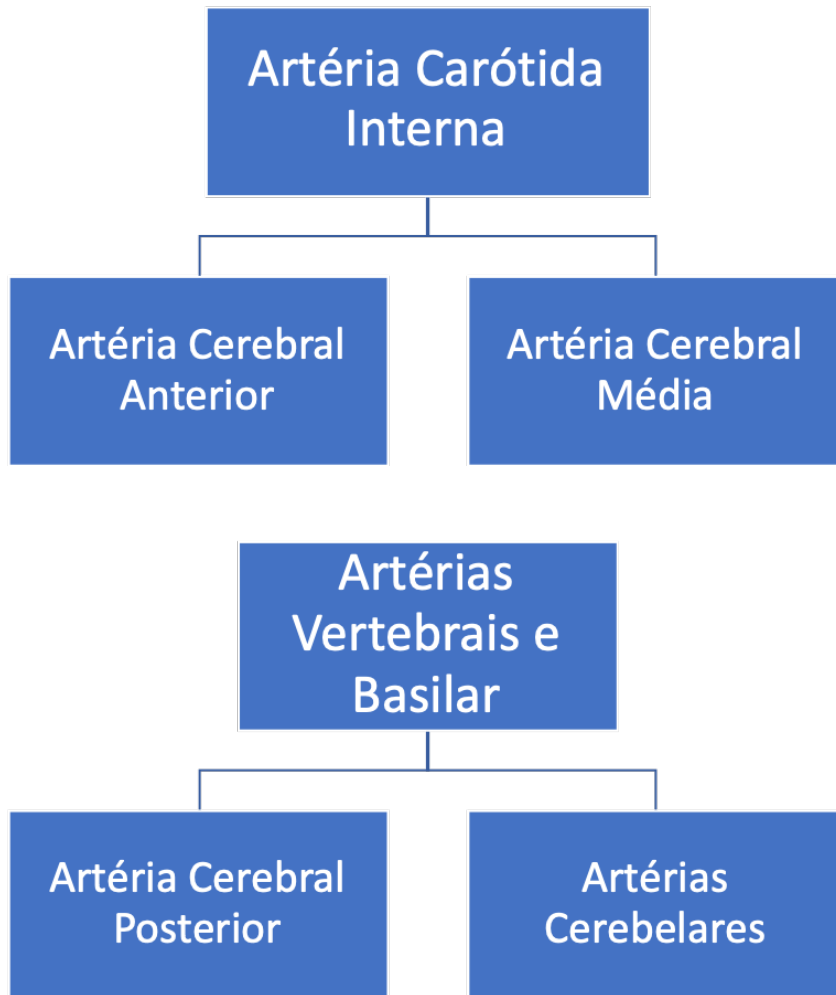 Artéria Carótida
Interna
Artéria Cerebral
Anterior
Artéria Cerebral
Média
Artérias
Vertebrais e
Basilar
Artéria Cerebral
Posterior
Artérias
Cerebelares